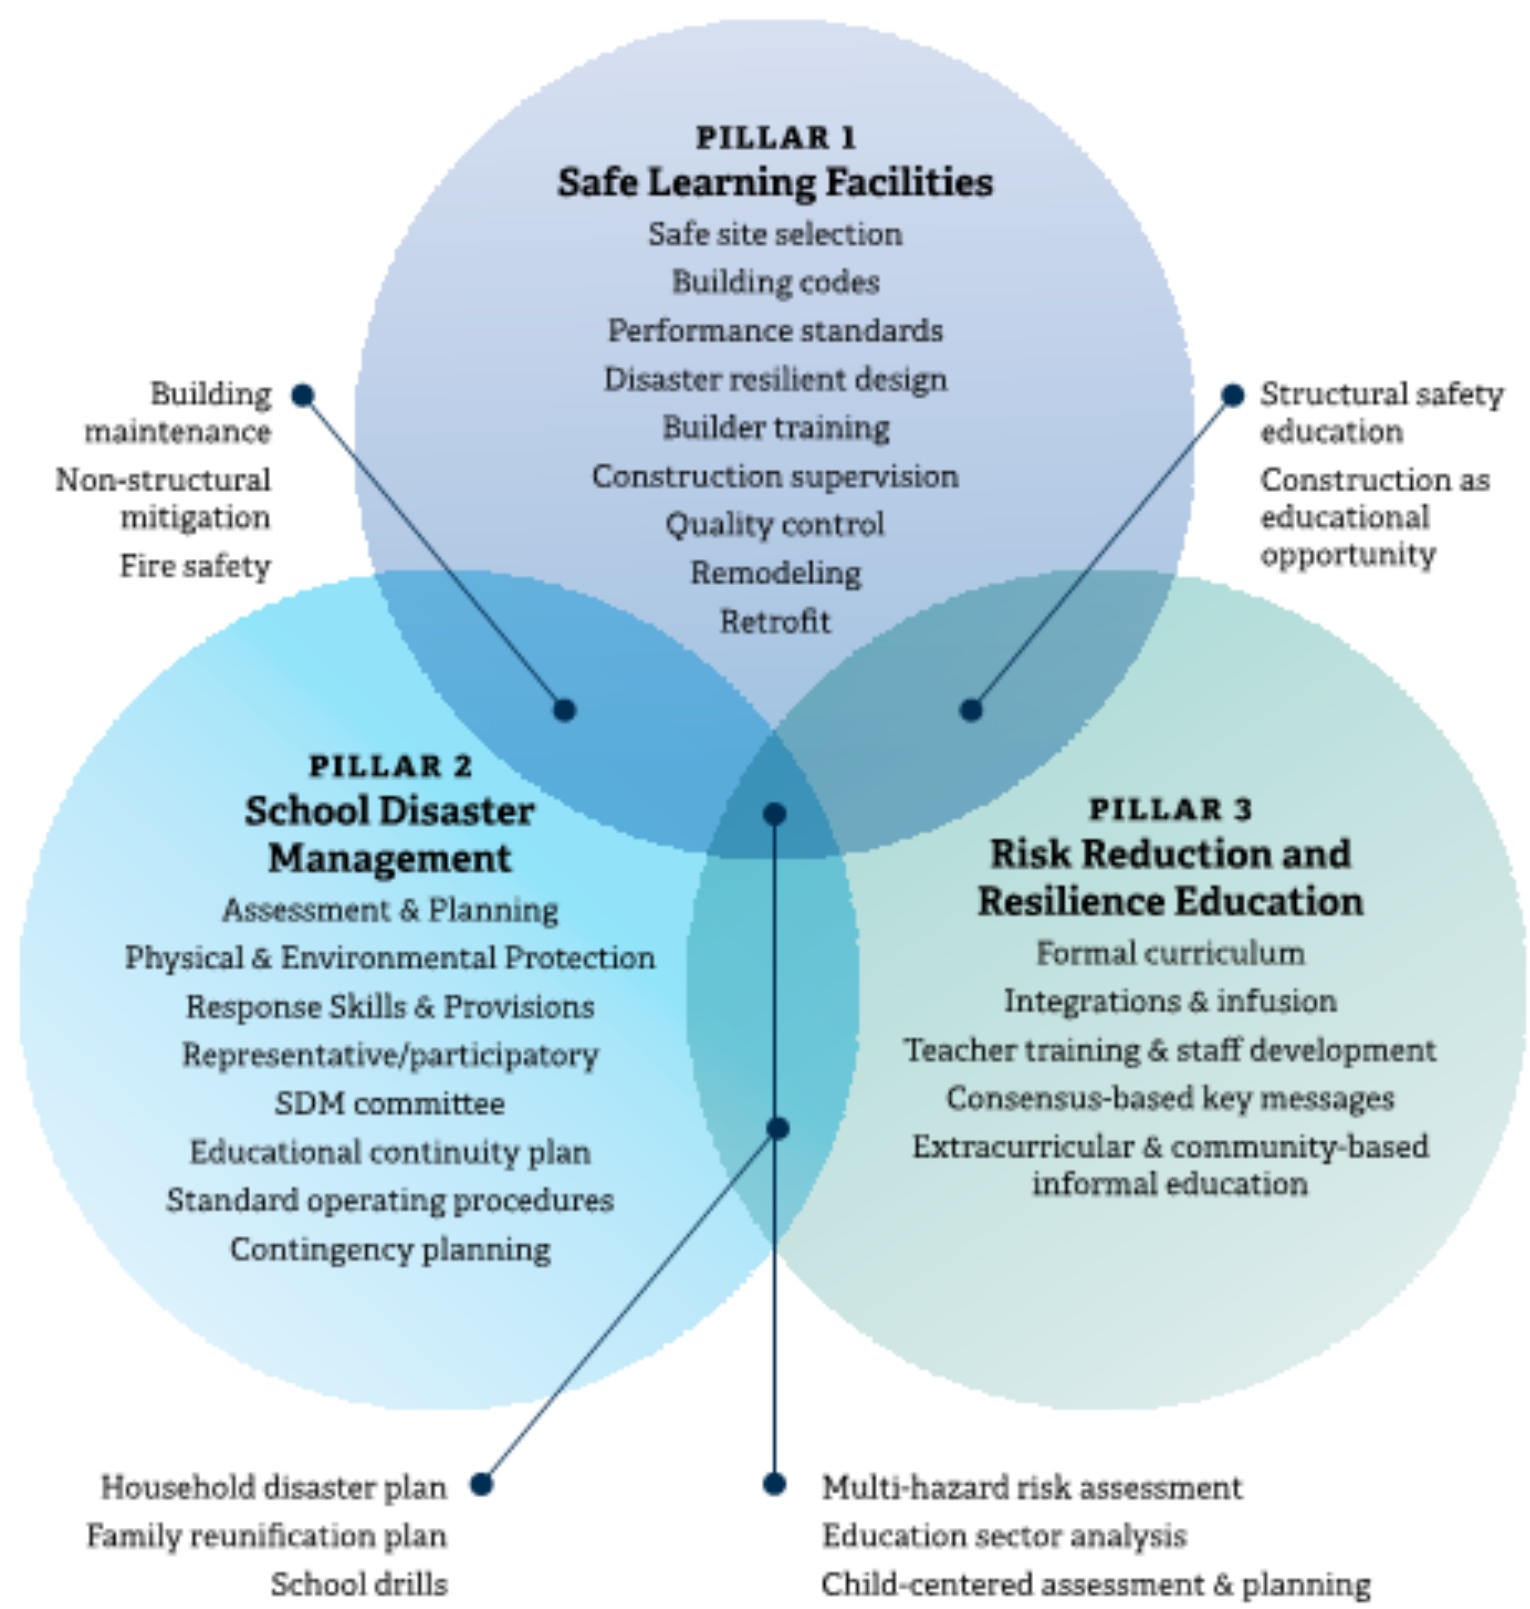 PILLAR 1
Safe Learning Facilities
Safe site selection
Building codes
Performance standards
Disaster resilient design
Builder training
Construction supervision
Quality control
Remodeling
Retrofit
Building
maintenance
Non-structural
mitigation
Fire safety
Structural safety
education
Construction as
educational
opportunity
PILLAR 2
School Disaster
Management
Assessment & Planning
Physical & Environmental Protection
Response Skills & Provisions
Representative/participatory
SDM committee
Educational continuity plan
Standard operating procedures
Contingency planning
PILLAR 3
Risk Reduction and
Resilience Education
Formal curriculum
Integrations & infusion
Teacher training & staff development
Consensus-based key messages
Extracurricular & community-based
informal education
Household disaster plan
Family reunification plan
School drills
Multi-hazard risk assessment
Education sector analysis
Child-centered assessment & planning